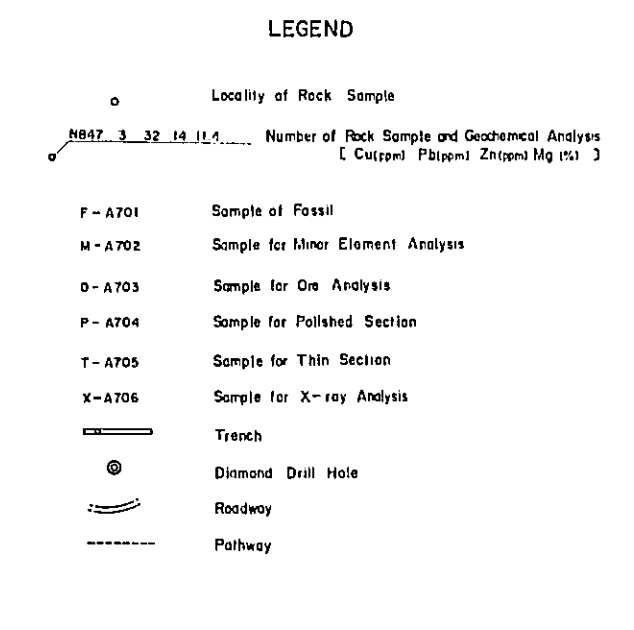 LEGEND
Locality of Rock Sample
N847 3 32 14 11.4 Number of Rock Sample and Geochemical Analysis
[ Cu(ppm) Pb(ppm) Zn(ppm) Mg (%) ]
F - A701 Sample of Fossil
M - A702 Sample for Minor Element Analysis
O - A703 Sample for Ore Analysis
P - A704 Sample for Polished Section
T - A705 Sample for Thin Section
X - A706 Sample for X-ray Analysis
Trench
Diamond Drill Hole
Roadway
Pathway